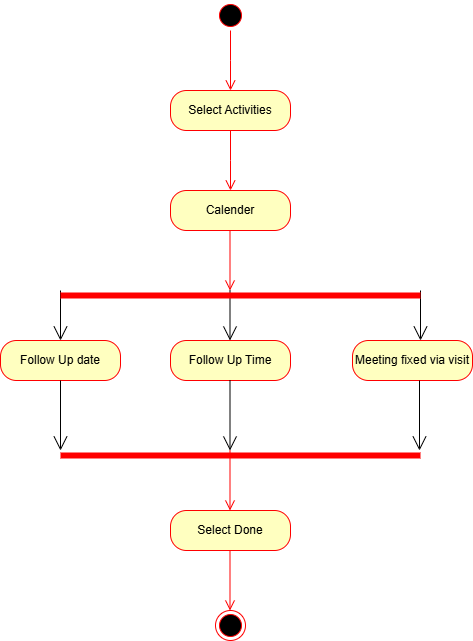 Select Activities
Calender
Follow Up date
Follow Up Time
Meeting fixed via visit
Select Done